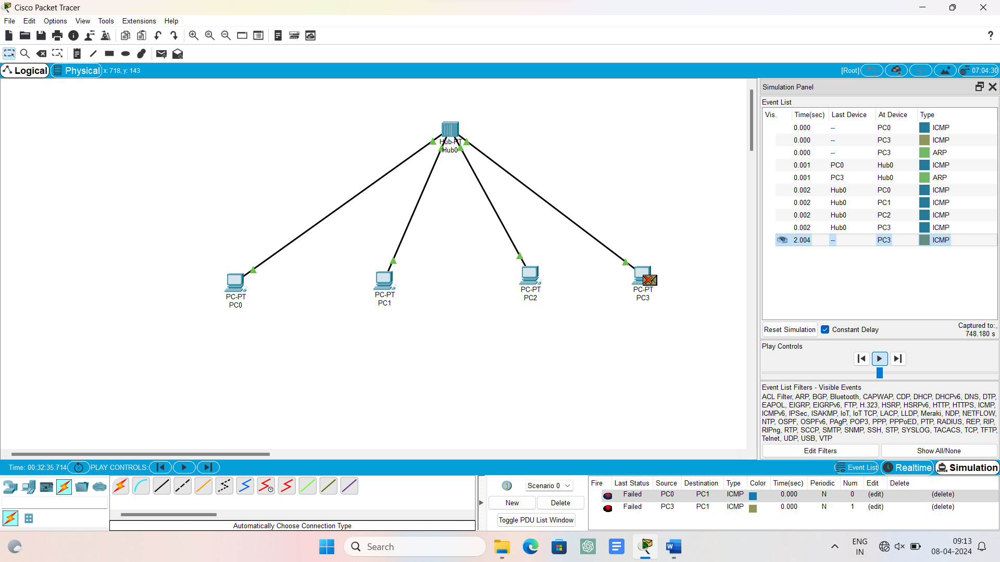 Cisco Packet Tracer
File Edit Options View Tools Extensions Help
?
Logical Physical x: 718, y: 143 [Root] 07:04:30
Simulation Panel
Event List
Vis. Time(sec) Last Device At Device Type
0.000 -- PC0 ICMP
0.000 -- PC3 ICMP
0.000 -- PC3 ARP
0.001 PC0 Hub0 ICMP
0.001 PC3 Hub0 ARP
0.002 Hub0 PC0 ICMP
0.002 Hub0 PC1 ICMP
0.002 Hub0 PC2 ICMP
0.002 Hub0 PC3 ICMP
2.004 -- PC3 ICMP
Hub-PT
Hub0
PC-PT
PC0
PC-PT
PC1
PC-PT
PC2
PC-PT
PC3
Reset Simulation Constant Delay Captured to:
748.180 s
Play Controls
Event List Filters - Visible Events
ACL Filter, ARP, BGP, Bluetooth, CAPWAP, CDP, DHCP, DHCPv6, DNS, DTP,
EAPOL, EIGRP, EIGRPv6, FTP, H.323, HSRP, HSRPv6, HTTP, HTTPS, ICMP,
ICMPv6, IPSec, ISAKMP, IoT, IoT TCP, LACP, LLDP, Meraki, NDP, NETFLOW,
NTP, OSPF, OSPFv6, PAgP, POP3, PPP, PPPoED, PTP, RADIUS, REP, RIP,
RIPng, RTP, SCCP, SMTP, SNMP, SSH, STP, SYSLOG, TACACS, TCP, TFTP,
Telnet, UDP, USB, VTP
Edit Filters Show All/None
Time: 00:32:35.714 PLAY CONTROLS: Event List Realtime Simulation
Scenario 0
New Delete
Toggle PDU List Window
Fire Last Status Source Destination Type Color Time(sec) Periodic Num Edit Delete
Failed PC0 PC1 ICMP 0.000 N 0 (edit) (delete)
Failed PC3 PC1 ICMP 0.000 N 1 (edit) (delete)
Automatically Choose Connection Type
Search
ENG
IN
09:13
08-04-2024